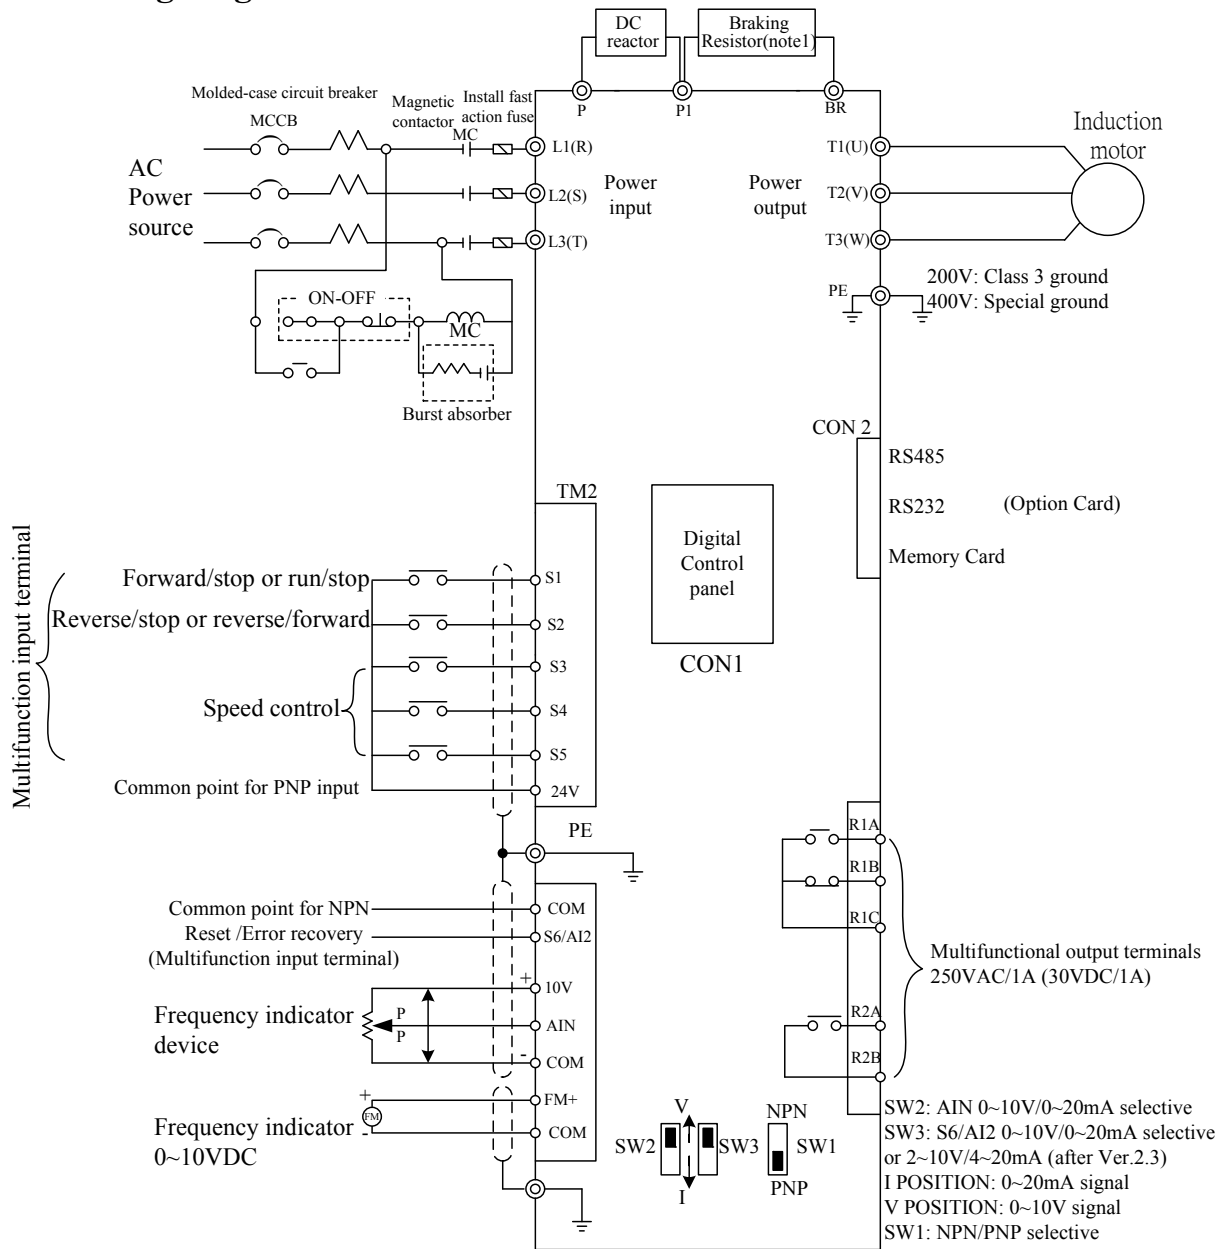 DC
reactor
Braking
Resistor(note1)
P
P1
BR
Molded-case circuit breaker
MCCB
Magnetic
contactor
MC
Install fast
action fuse
AC
Power
source
L1(R)
L2(S)
L3(T)
Power
input
Power
output
T1(U)
T2(V)
T3(W)
Induction
motor
PE
200V: Class 3 ground
400V: Special ground
ON-OFF
MC
Burst absorber
CON 2
RS485
RS232
(Option Card)
Memory Card
TM2
Digital
Control
panel
CON1
Multifunction input terminal
Forward/stop or run/stop
Reverse/stop or reverse/forward
Speed control
Common point for PNP input
S1
S2
S3
S4
S5
24V
PE
Common point for NPN
Reset /Error recovery
(Multifunction input terminal)
COM
S6/AI2
+
10V
Frequency indicator
device
P
P
AIN
-
COM
Frequency indicator
0~10VDC
+
FM
-
FM+
COM
R1A
R1B
R1C
R2A
R2B
Multifunctional output terminals
250VAC/1A (30VDC/1A)
V
SW2
SW3
I
NPN
SW1
PNP
SW2: AIN 0~10V/0~20mA selective
SW3: S6/AI2 0~10V/0~20mA selective
or 2~10V/4~20mA (after Ver.2.3)
I POSITION: 0~20mA signal
V POSITION: 0~10V signal
SW1: NPN/PNP selective